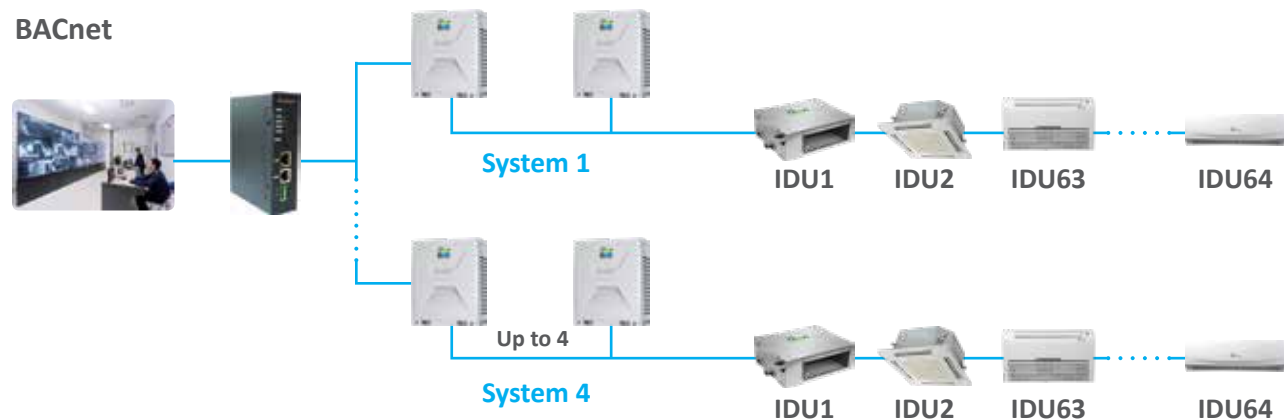 BACnet
System 1
IDU1
IDU2
IDU63
IDU64
Up to 4
System 4
IDU1
IDU2
IDU63
IDU64